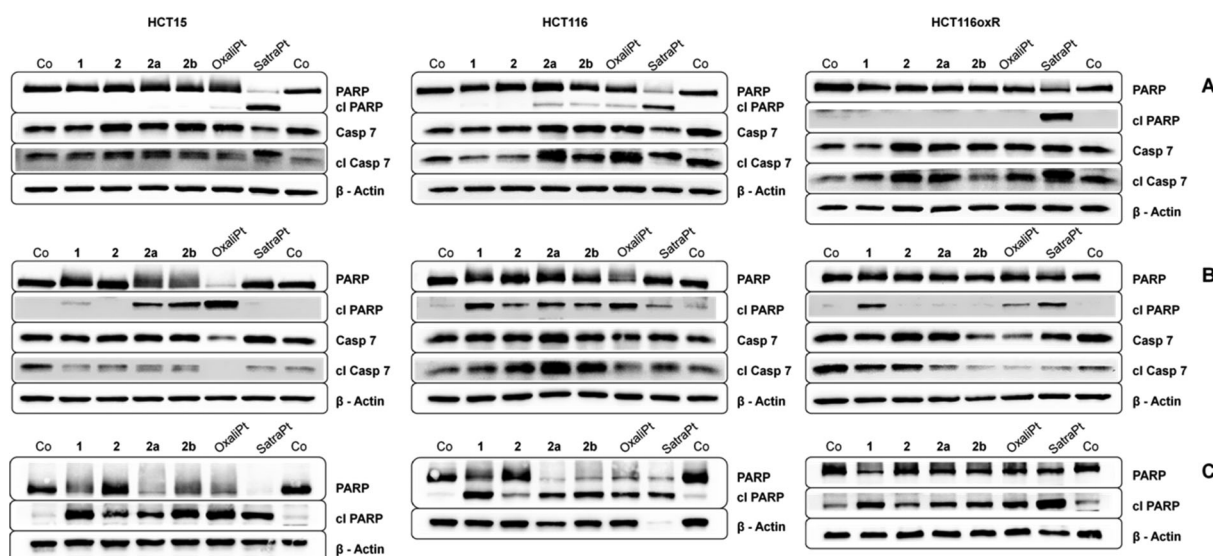 HCT15 HCT116 HCT116oxR
Co 1 2 2a 2b OxaliPt SatraPt Co Co 1 2 2a 2b OxaliPt SatraPt Co Co 1 2 2a 2b OxaliPt SatraPt Co
PARP PARP PARP A
cl PARP cl PARP cl PARP
Casp 7 Casp 7 Casp 7
cl Casp 7 cl Casp 7 cl Casp 7
β - Actin β - Actin β - Actin
Co 1 2 2a 2b OxaliPt SatraPt Co Co 1 2 2a 2b OxaliPt SatraPt Co Co 1 2 2a 2b OxaliPt SatraPt Co
PARP PARP PARP B
cl PARP cl PARP cl PARP
Casp 7 Casp 7 Casp 7
cl Casp 7 cl Casp 7 cl Casp 7
β - Actin β - Actin β - Actin
Co 1 2 2a 2b OxaliPt SatraPt Co Co 1 2 2a 2b OxaliPt SatraPt Co Co 1 2 2a 2b OxaliPt SatraPt Co
PARP PARP PARP C
cl PARP cl PARP cl PARP
β - Actin β - Actin β - Actin